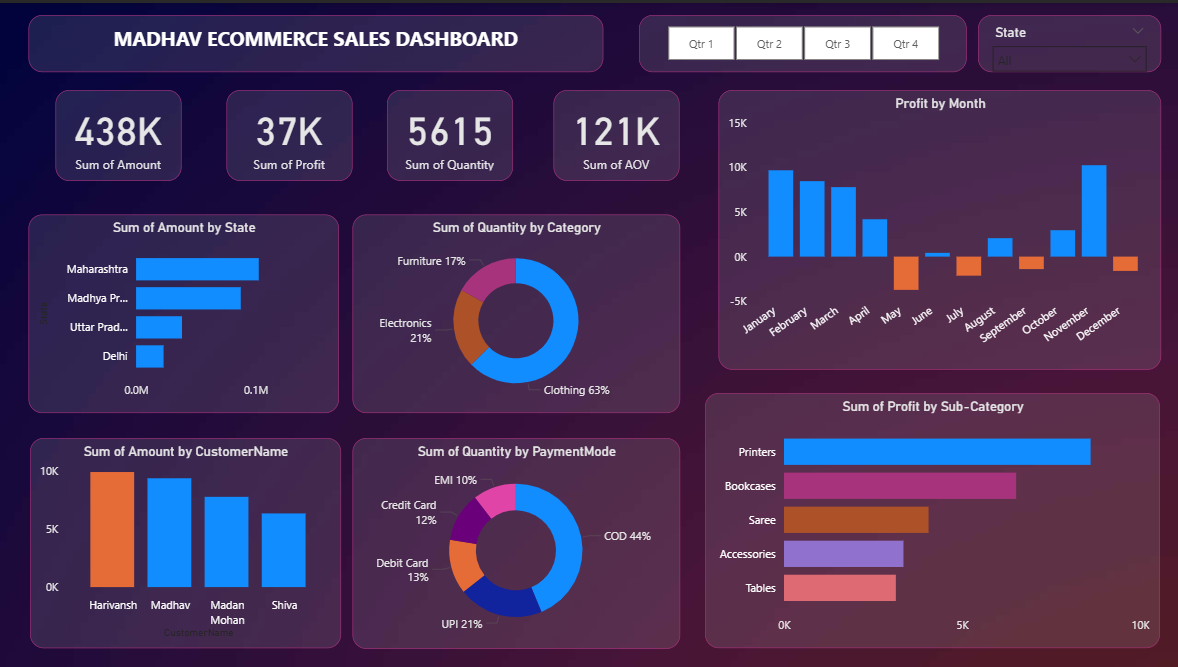 MADHAV ECOMMERCE SALES DASHBOARD
Qtr 1
Qtr 2
Qtr 3
Qtr 4
State
All
438K
Sum of Amount
37K
Sum of Profit
5615
Sum of Quantity
121K
Sum of AOV
Profit by Month
15K
10K
5K
0K
-5K
January
February
March
April
May
June
July
August
September
October
November
December
Sum of Amount by State
State
Maharashtra
Madhya Pr...
Uttar Prad...
Delhi
0.0M
0.1M
Sum of Quantity by Category
Furniture 17%
Electronics
21%
Clothing 63%
Sum of Profit by Sub-Category
Printers
Bookcases
Saree
Accessories
Tables
0K
5K
10K
Sum of Amount by CustomerName
10K
5K
0K
Harivansh
Madhav
Madan
Mohan
Shiva
CustomerName
Sum of Quantity by PaymentMode
EMI 10%
Credit Card
12%
Debit Card
13%
UPI 21%
COD 44%